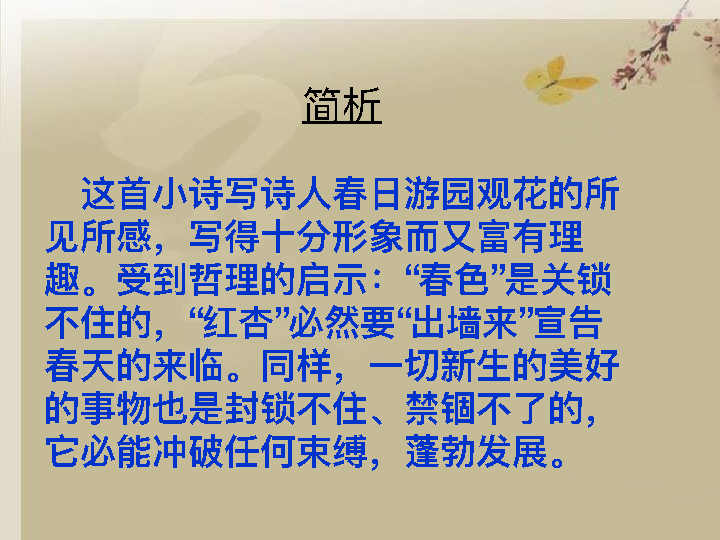 简析
这首小诗写诗人春日游园观花的所
见所感，写得十分形象而又富有理
趣。受到哲理的启示：“春色”是关锁
不住的，“红杏”必然要“出墙来”宣告
春天的来临。同样，一切新生的美好
的事物也是封锁不住、禁锢不了的，
它必能冲破任何束缚，蓬勃发展。